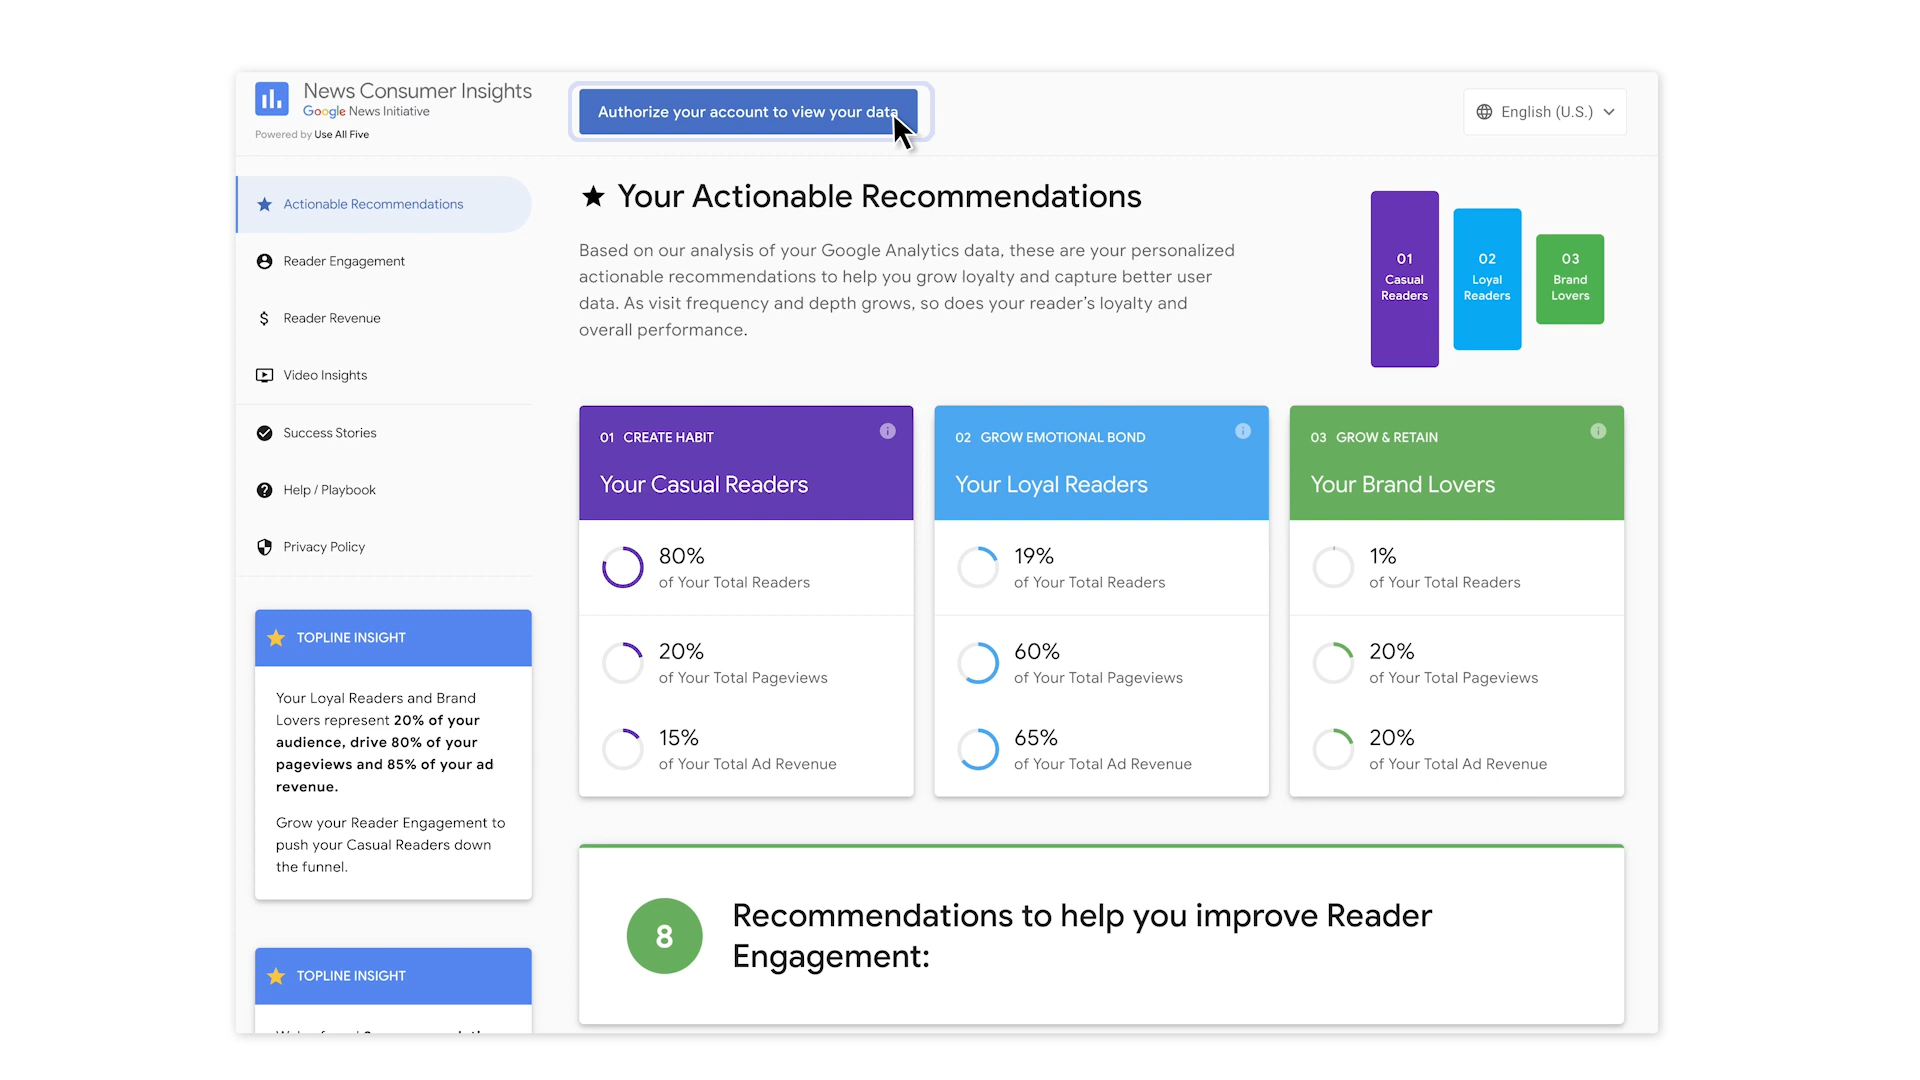 News Consumer Insights
Google News Initiative
Powered by Use All Five
Authorize your account to view your data
English (U.S.)
Actionable Recommendations
Reader Engagement
Reader Revenue
Video Insights
Success Stories
Help / Playbook
Privacy Policy
TOPLINE INSIGHT
Your Loyal Readers and Brand
Lovers represent 20% of your
audience, drive 80% of your
pageviews and 85% of your ad
revenue.
Grow your Reader Engagement to
push your Casual Readers down
the funnel.
TOPLINE INSIGHT
★ Your Actionable Recommendations
Based on our analysis of your Google Analytics data, these are your personalized
actionable recommendations to help you grow loyalty and capture better user
data. As visit frequency and depth grows, so does your reader's loyalty and
overall performance.
01
Casual
Readers
02
Loyal
Readers
03
Brand
Lovers
01 CREATE HABIT
Your Casual Readers
80%
of Your Total Readers
20%
of Your Total Pageviews
15%
of Your Total Ad Revenue
02 GROW EMOTIONAL BOND
Your Loyal Readers
19%
of Your Total Readers
60%
of Your Total Pageviews
65%
of Your Total Ad Revenue
03 GROW & RETAIN
Your Brand Lovers
1%
of Your Total Readers
20%
of Your Total Pageviews
20%
of Your Total Ad Revenue
8
Recommendations to help you improve Reader
Engagement: